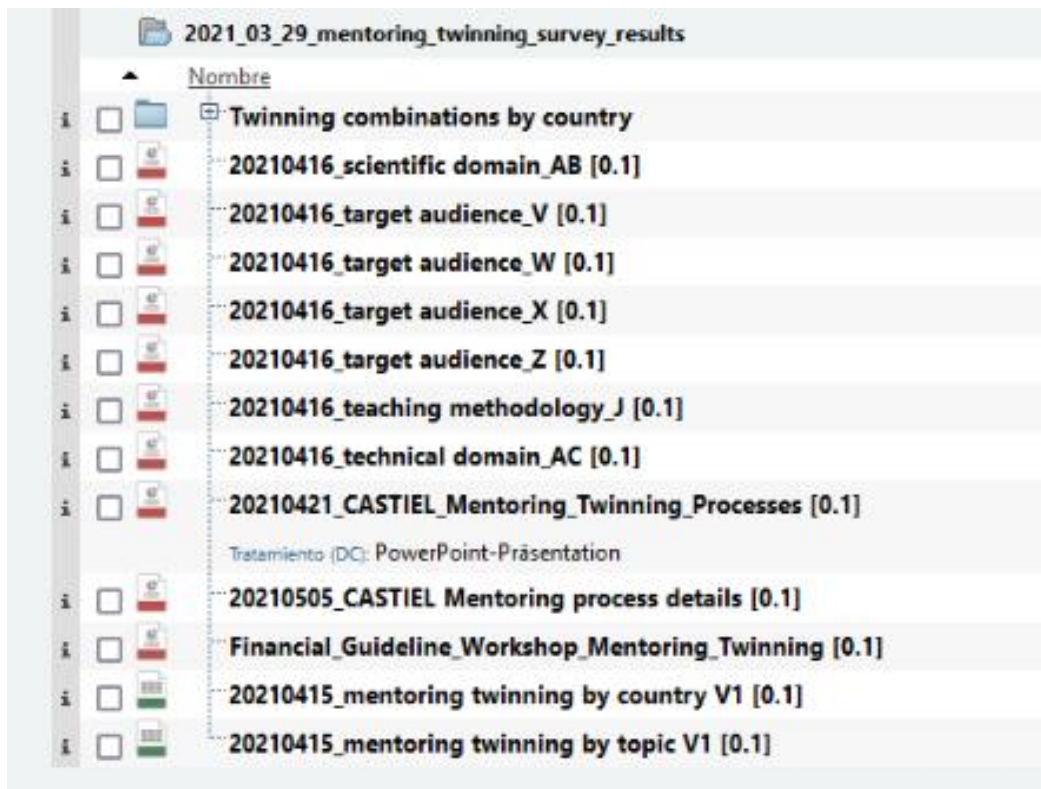 2021_03_29_mentoring_twinning_survey_results
Nombre
Twinning combinations by country
20210416_scientific domain_AB [0.1]
20210416_target audience_V [0.1]
20210416_target audience_W [0.1]
20210416_target audience_X [0.1]
20210416_target audience_Z [0.1]
20210416_teaching methodology_J [0.1]
20210416_technical domain_AC [0.1]
20210421_CASTIEL_Mentoring_Twinning_Processes [0.1]
Tratamiento (DC): PowerPoint-Präsentation
20210505_CASTIEL Mentoring process details [0.1]
Financial_Guideline_Workshop_Mentoring_Twinning [0.1]
20210415_mentoring twinning by country V1 [0.1]
20210415_mentoring twinning by topic V1 [0.1]